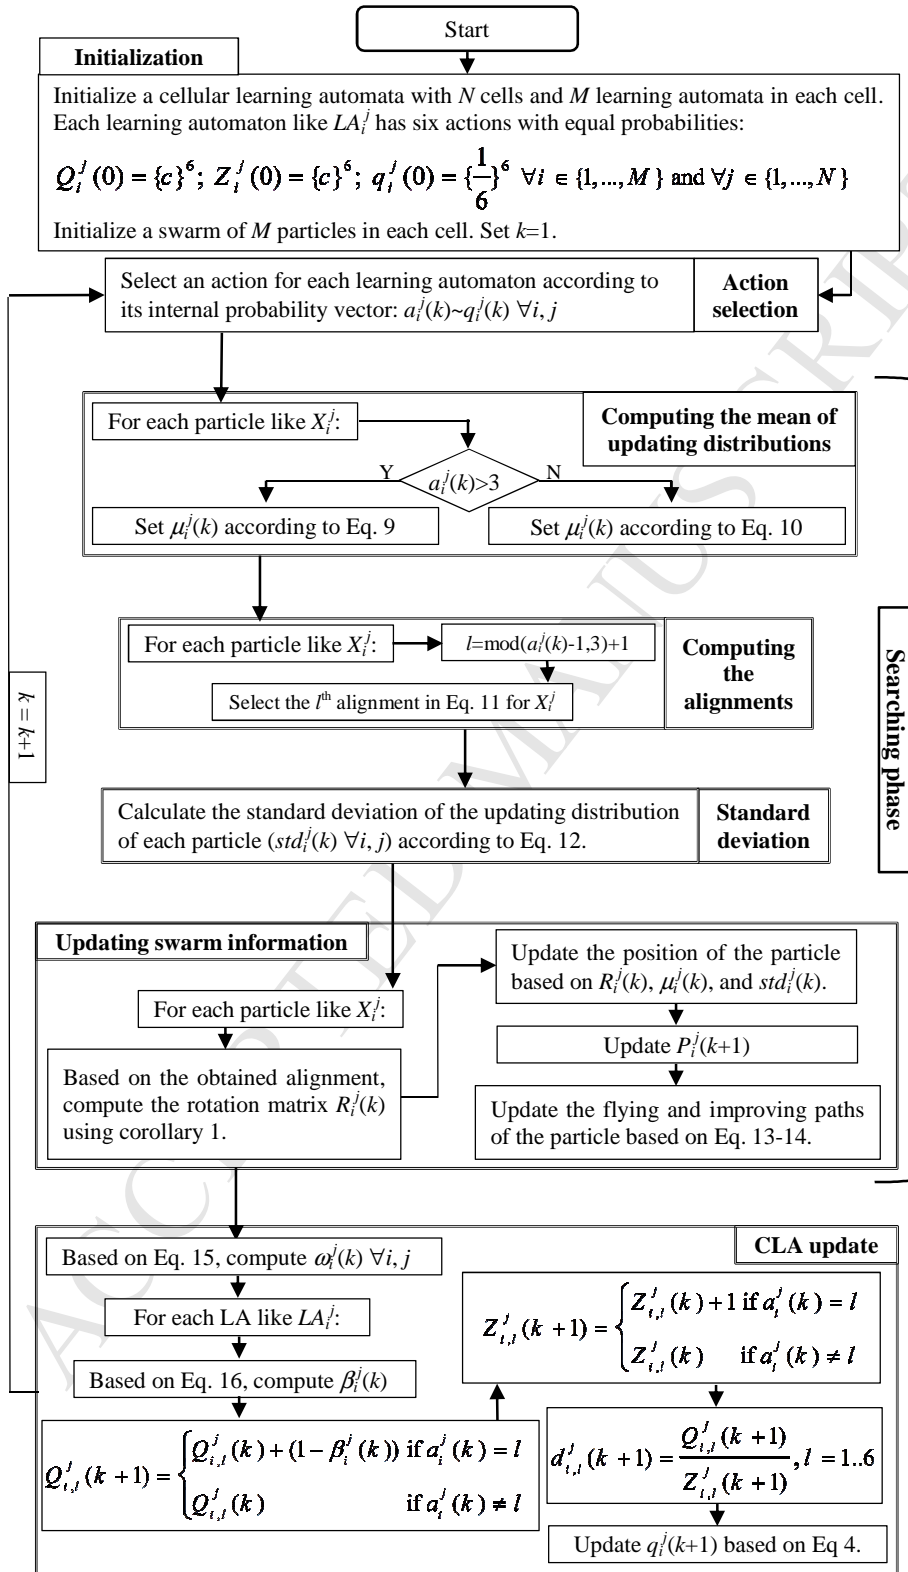 Start
Initialization
Initialize a cellular learning automata with N cells and M learning automata in each cell.
Each learning automaton like LA_i^j has six actions with equal probabilities:
Q_i^j(0) = {c}^6; Z_i^j(0) = {c}^6; q_i^j(0) = {1/6}^6 ∀i ∈ {1,...,M} and ∀j ∈ {1,...,N}
Initialize a swarm of M particles in each cell. Set k=1.
Select an action for each learning automaton according to
its internal probability vector: a_i^j(k)~q_i^j(k) ∀i, j
Action
selection
For each particle like X_i^j:
Computing the mean of
updating distributions
Y
a_i^j(k)>3
N
Set μ_i^j(k) according to Eq. 9
Set μ_i^j(k) according to Eq. 10
For each particle like X_i^j:
l=mod(a_i^j(k)-1,3)+1
Select the l^th alignment in Eq. 11 for X_i^j
Computing
the
alignments
Searching phase
k = k+1
Calculate the standard deviation of the updating distribution
of each particle (std_i^j(k) ∀i, j) according to Eq. 12.
Standard
deviation
Updating swarm information
For each particle like X_i^j:
Based on the obtained alignment,
compute the rotation matrix R_i^j(k)
using corollary 1.
Update the position of the particle
based on R_i^j(k), μ_i^j(k), and std_i^j(k).
Update P_i^j(k+1)
Update the flying and improving paths
of the particle based on Eq. 13-14.
CLA update
Based on Eq. 15, compute ω_i^j(k) ∀i, j
For each LA like LA_i^j:
Based on Eq. 16, compute β_i^j(k)
Q_{i,l}^j(k+1) = { Q_{i,l}^j(k) + (1 − β_i^j(k)) if a_i^j(k) = l
Q_{i,l}^j(k) if a_i^j(k) ≠ l
Z_{i,l}^j(k+1) = { Z_{i,l}^j(k) + 1 if a_i^j(k) = l
Z_{i,l}^j(k) if a_i^j(k) ≠ l
d_{i,l}^j(k+1) = Q_{i,l}^j(k+1) / Z_{i,l}^j(k+1), l = 1..6
Update q_i^j(k+1) based on Eq 4.
ACCEPTED MANUSCRIPT